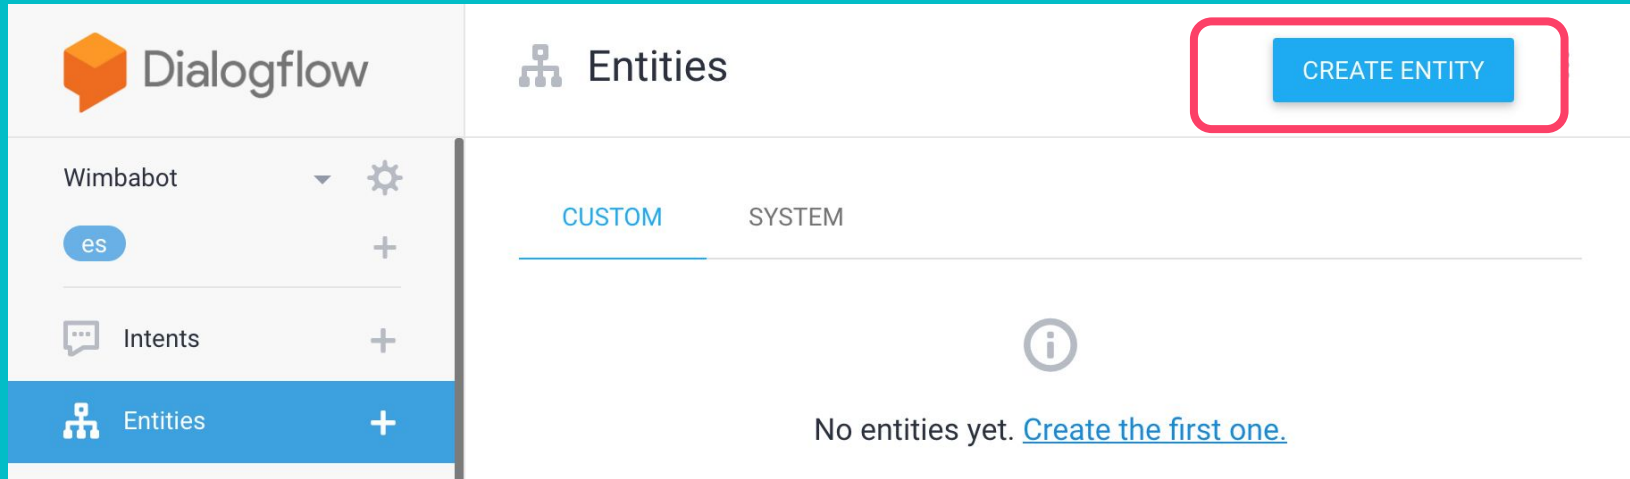 Dialogflow
Entities
CREATE ENTITY
Wimbabot
es
CUSTOM
SYSTEM
Intents
Entities
No entities yet. Create the first one.